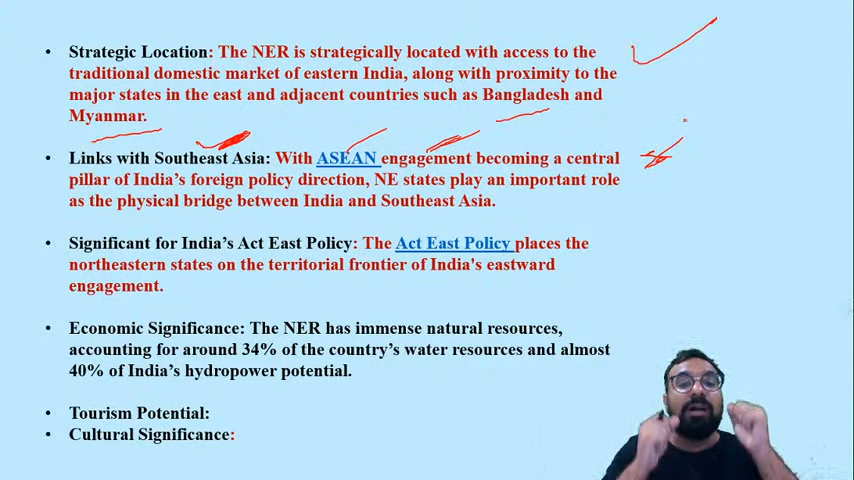 • Strategic Location: The NER is strategically located with access to the
traditional domestic market of eastern India, along with proximity to the
major states in the east and adjacent countries such as Bangladesh and
Myanmar.
• Links with Southeast Asia: With ASEAN engagement becoming a central
pillar of India’s foreign policy direction, NE states play an important role
as the physical bridge between India and Southeast Asia.
• Significant for India’s Act East Policy: The Act East Policy places the
northeastern states on the territorial frontier of India's eastward
engagement.
• Economic Significance: The NER has immense natural resources,
accounting for around 34% of the country’s water resources and almost
40% of India’s hydropower potential.
• Tourism Potential:
• Cultural Significance: